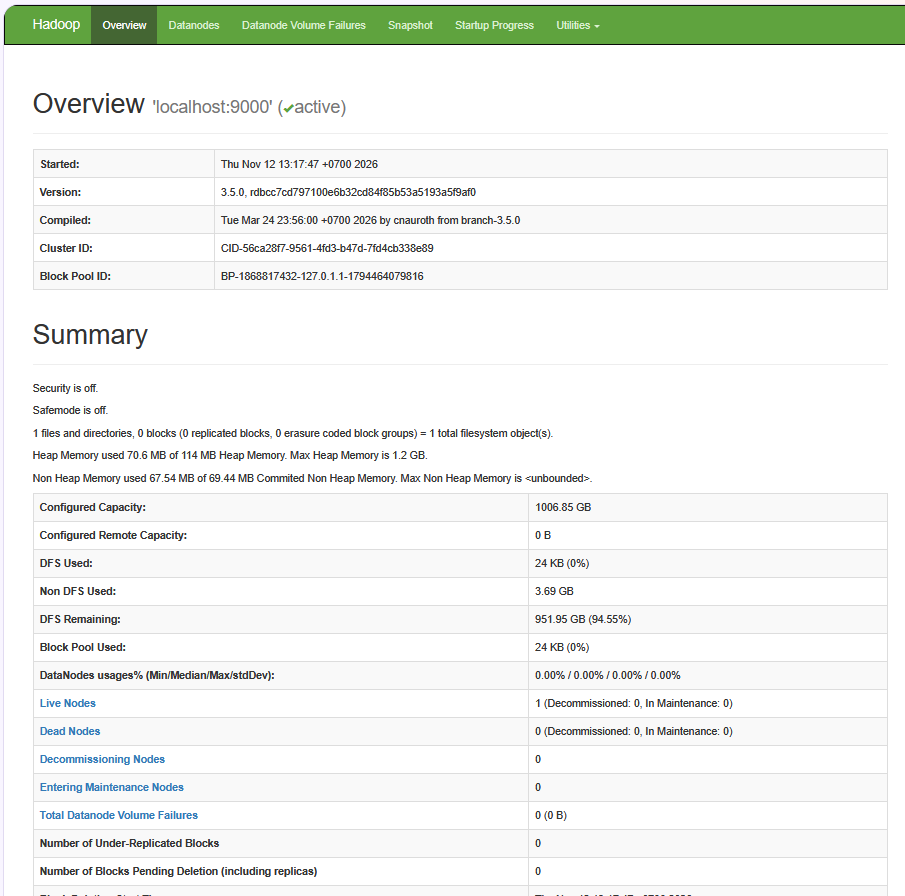 Hadoop Overview Datanodes Datanode Volume Failures Snapshot Startup Progress Utilities
Overview 'localhost:9000' (✔active)
Started: Thu Nov 12 13:17:47 +0700 2026
Version: 3.5.0, rdbcc7cd797100e6b32cd84f85b53a5193a5f9af0
Compiled: Tue Mar 24 23:56:00 +0700 2026 by cnauroth from branch-3.5.0
Cluster ID: CID-56ca28f7-9561-4fd3-b47d-7fd4cb338e89
Block Pool ID: BP-1868817432-127.0.1.1-1794464079816
Summary
Security is off.
Safemode is off.
1 files and directories, 0 blocks (0 replicated blocks, 0 erasure coded block groups) = 1 total filesystem object(s).
Heap Memory used 70.6 MB of 114 MB Heap Memory. Max Heap Memory is 1.2 GB.
Non Heap Memory used 67.54 MB of 69.44 MB Commited Non Heap Memory. Max Non Heap Memory is <unbounded>.
Configured Capacity: 1006.85 GB
Configured Remote Capacity: 0 B
DFS Used: 24 KB (0%)
Non DFS Used: 3.69 GB
DFS Remaining: 951.95 GB (94.55%)
Block Pool Used: 24 KB (0%)
DataNodes usages% (Min/Median/Max/stdDev): 0.00% / 0.00% / 0.00% / 0.00%
Live Nodes 1 (Decommissioned: 0, In Maintenance: 0)
Dead Nodes 0 (Decommissioned: 0, In Maintenance: 0)
Decommissioning Nodes 0
Entering Maintenance Nodes 0
Total Datanode Volume Failures 0 (0 B)
Number of Under-Replicated Blocks 0
Number of Blocks Pending Deletion (including replicas) 0